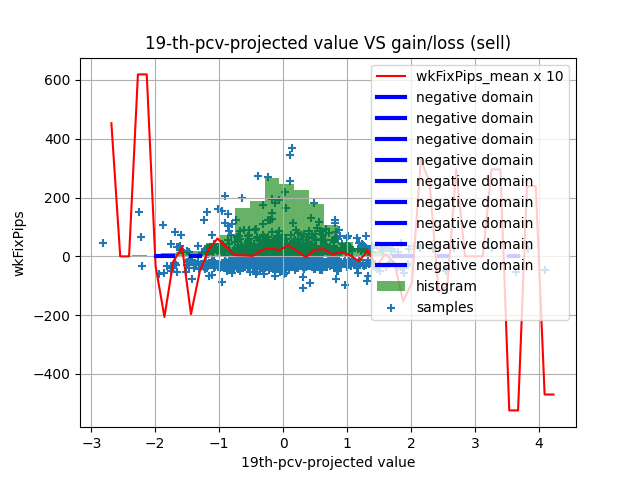 19-th-pcv-projected value VS gain/loss (sell)
wkFixPips_mean x 10
negative domain
negative domain
negative domain
negative domain
negative domain
negative domain
negative domain
negative domain
negative domain
histgram
samples
600
400
200
0
−200
−400
wkFixPips
−3
−2
−1
0
1
2
3
4
19th-pcv-projected value